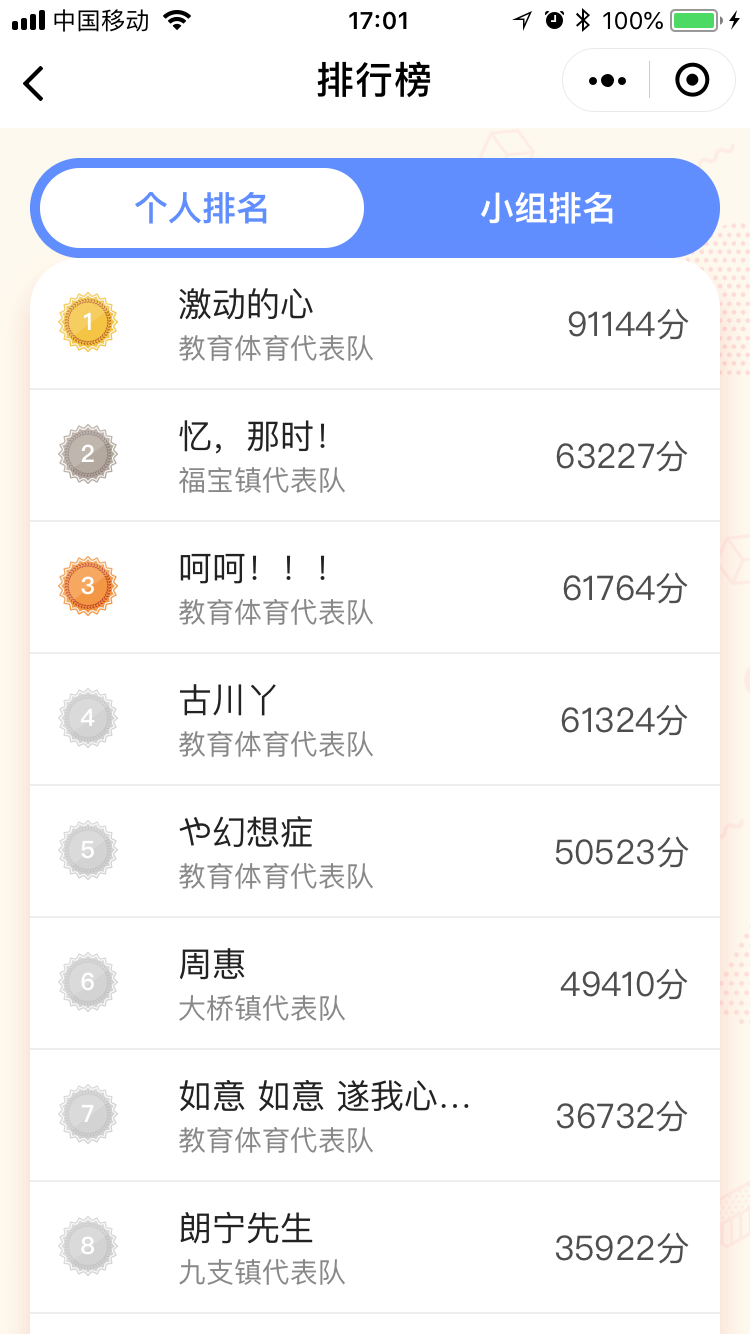 中国移动 17:01 100%
排行榜
个人排名 小组排名
1 激动的心 91144分
教育体育代表队
2 忆，那时！ 63227分
福宝镇代表队
3 呵呵！！！ 61764分
教育体育代表队
4 古川丫 61324分
教育体育代表队
5 や幻想症 50523分
教育体育代表队
6 周惠 49410分
大桥镇代表队
7 如意 如意 遂我心... 36732分
教育体育代表队
8 朗宁先生 35922分
九支镇代表队